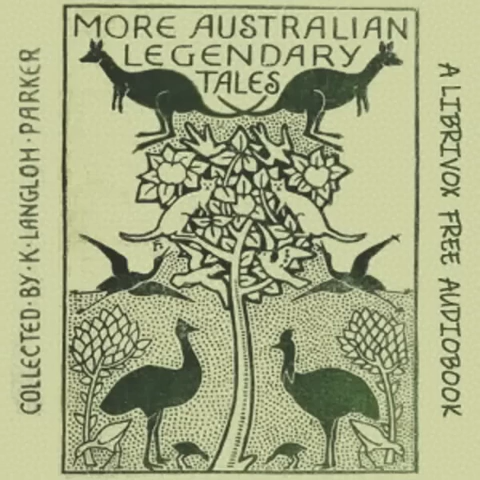 MORE AUSTRALIAN
LEGENDARY
TALES
COLLECTED·BY·K·LANGLOH·PARKER
A LIBRIVOX FREE AUDIOBOOK